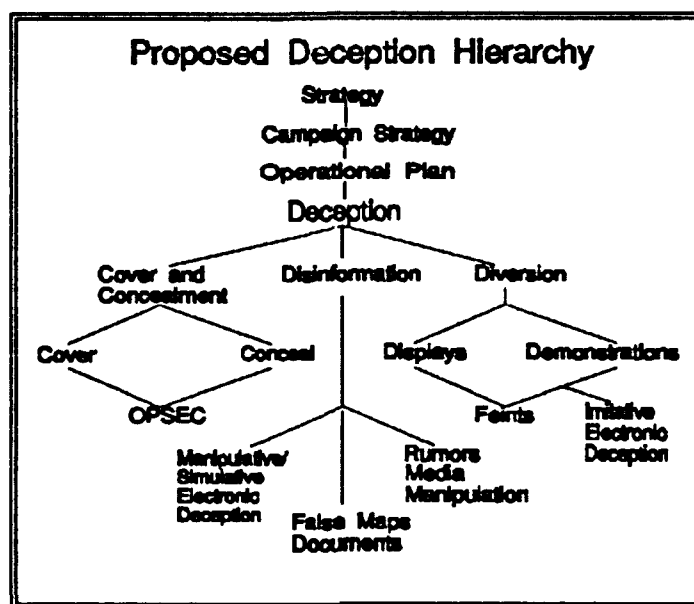 Proposed Deception Hierarchy
Strategy
Campaign Strategy
Operational Plan
Deception
Cover and
Concealment
Disinformation
Diversion
Cover
Conceal
Displays
Demonstrations
OPSEC
Feints
Imitative
Electronic
Deception
Manipulative/
Simulative
Electronic
Deception
Rumors
Media
Manipulation
False Maps
Documents